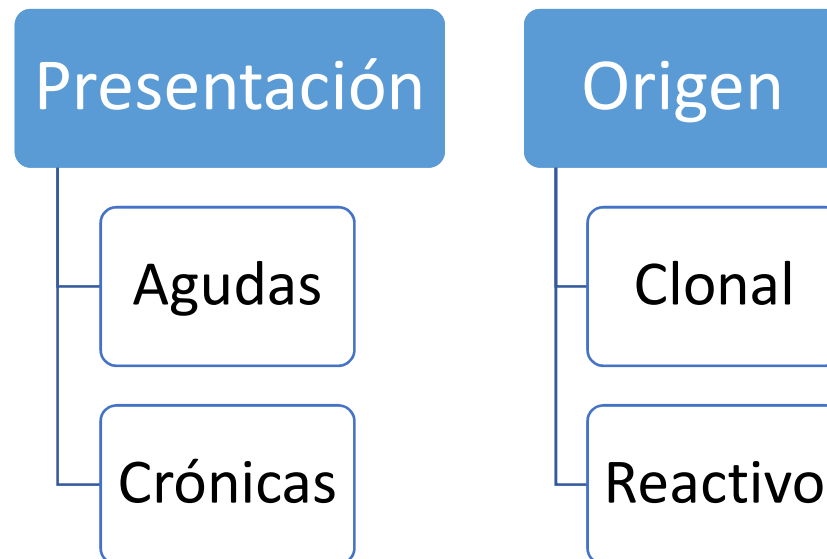 Presentación
Agudas
Crónicas
Origen
Clonal
Reactivo